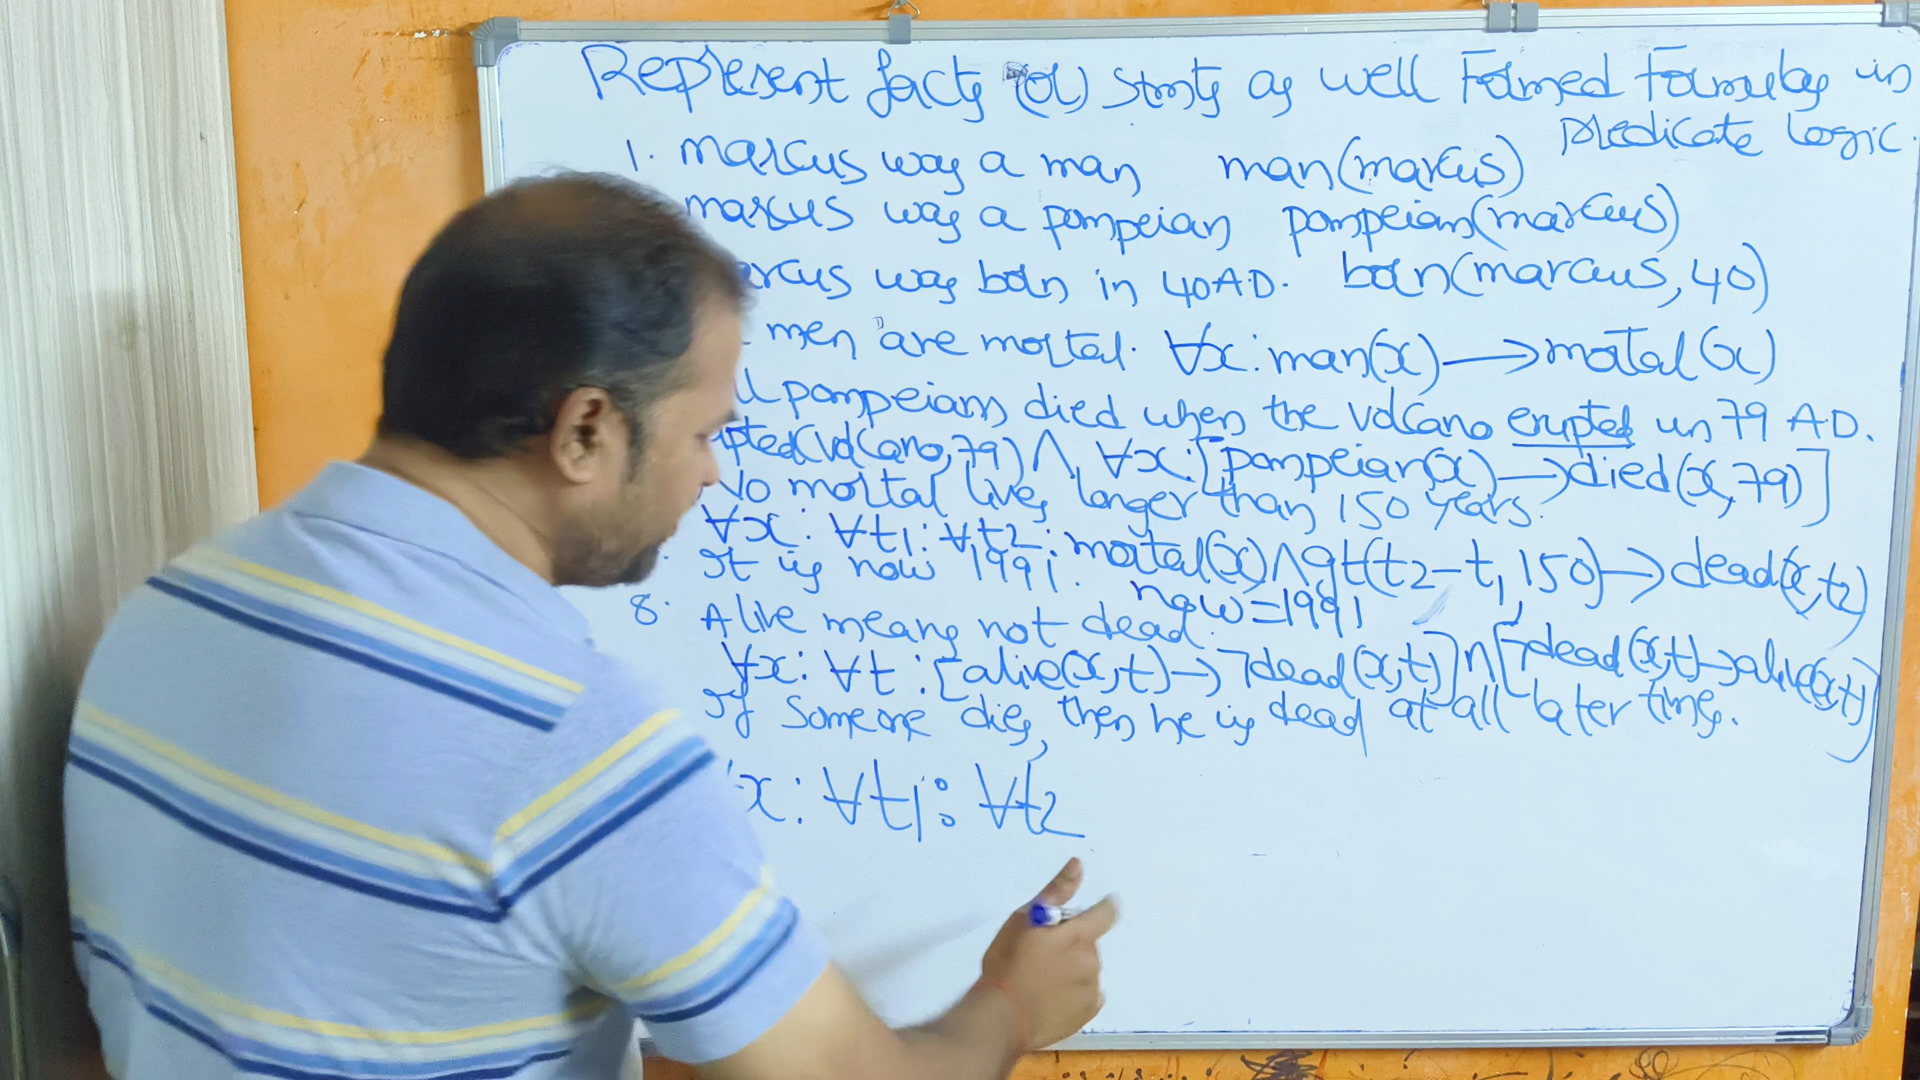 Represent facts (or) stmts as well Formed Formulas in
Predicate Logic.
1. marcus was a man man(marcus)
marcus was a pompeian pompeian(marcus)
arcus was born in 40 A.D. born(marcus, 40)
men are mortal. ∀x: man(x) → mortal(x)
ll pompeians died when the volcano erupted in 79 A.D.
pted(volcano, 79) ∧ ∀x: [pompeian(x) → died(x, 79)]
No mortal lives longer than 150 years.
∀x: ∀t1: ∀t2: mortal(x) ∧ gt(t2-t1, 150) → dead(x, t2)
It is now 1991. now = 1991
8. Alive means not dead.
∀x: ∀t: [alive(x,t) → ¬dead(x,t)] ∧ [¬dead(x,t) → alive(x,t)]
If someone dies, then he is dead at all later times.
x: ∀t1: ∀t2